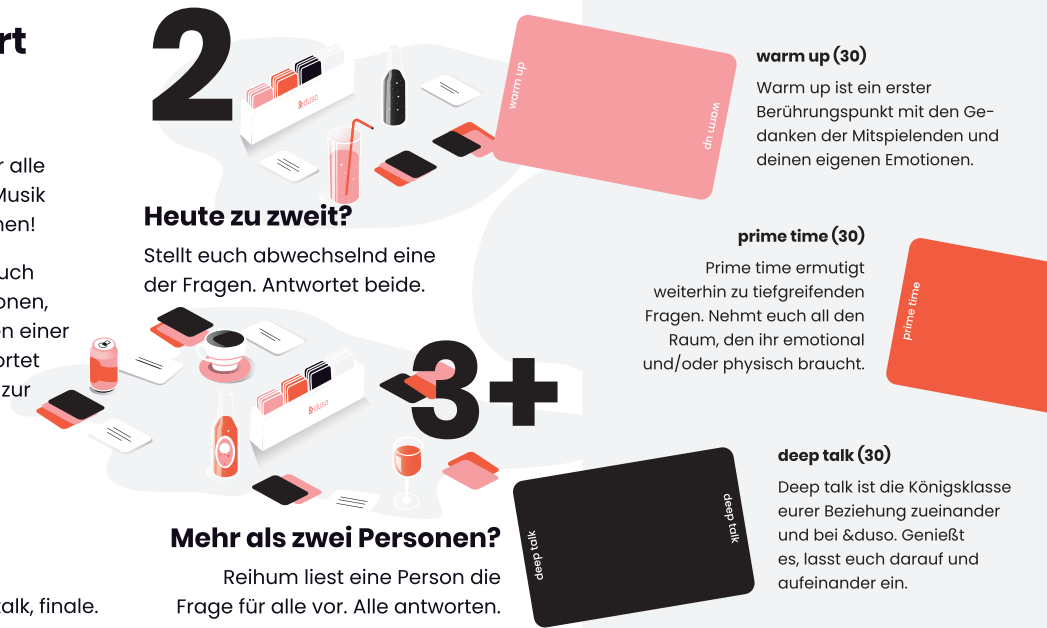 rt
r alle
Musik
nen!
uch
onen,
en einer
ortet
zur
talk, finale.
2
&duso
Heute zu zweit?
Stellt euch abwechselnd eine
der Fragen. Antwortet beide.
3+
&duso
Mehr als zwei Personen?
Reihum liest eine Person die
Frage für alle vor. Alle antworten.
warm up
warm up
warm up (30)
Warm up ist ein erster
Berührungspunkt mit den Ge-
danken der Mitspielenden und
deinen eigenen Emotionen.
prime time (30)
Prime time ermutigt
weiterhin zu tiefgreifenden
Fragen. Nehmt euch all den
Raum, den ihr emotional
und/oder physisch braucht.
prime time
deep talk
deep talk
deep talk (30)
Deep talk ist die Königsklasse
eurer Beziehung zueinander
und bei &duso. Genießt
es, lasst euch darauf und
aufeinander ein.